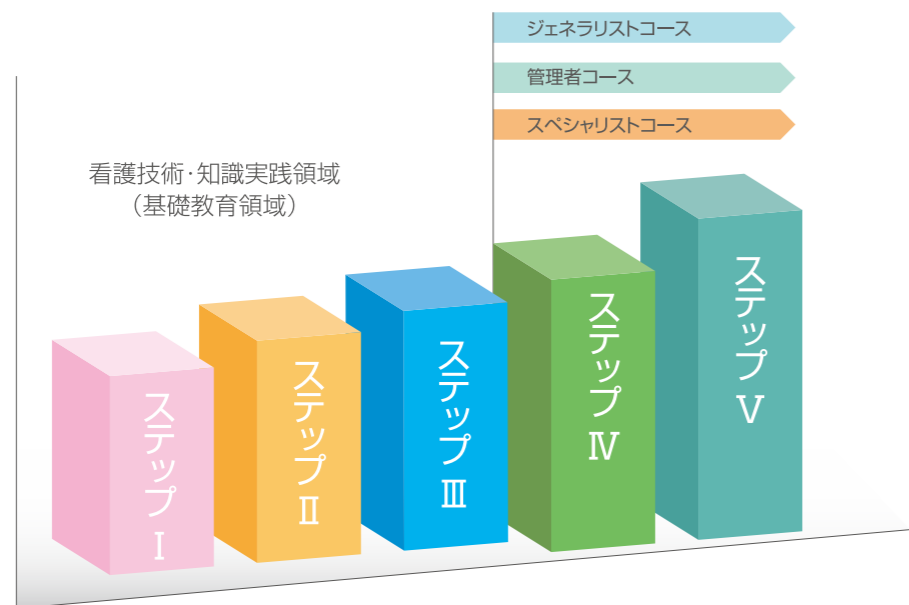 ジェネラリストコース
管理者コース
スペシャリストコース
看護技術・知識実践領域
（基礎教育領域）
ステップⅠ
ステップⅡ
ステップⅢ
ステップⅣ
ステップⅤ